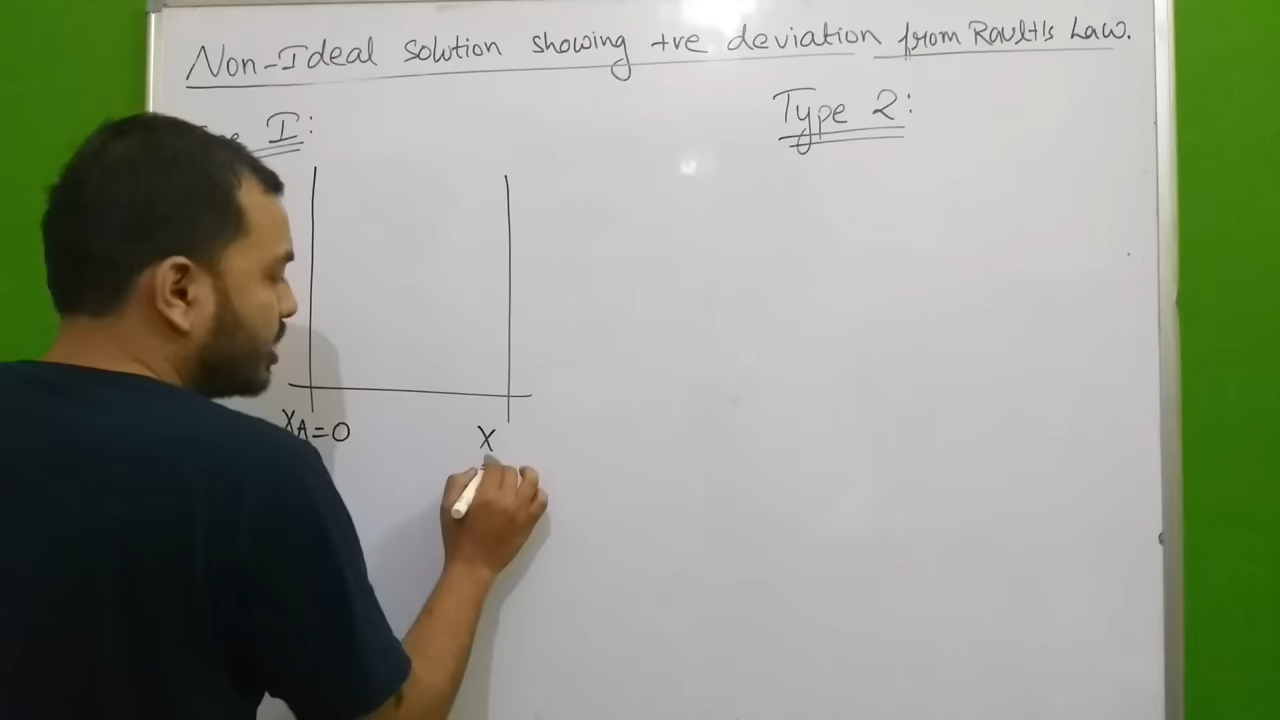 Non-Ideal solution showing +ve deviation from Rault's Law.
I:
Type 2:
XA=0
X